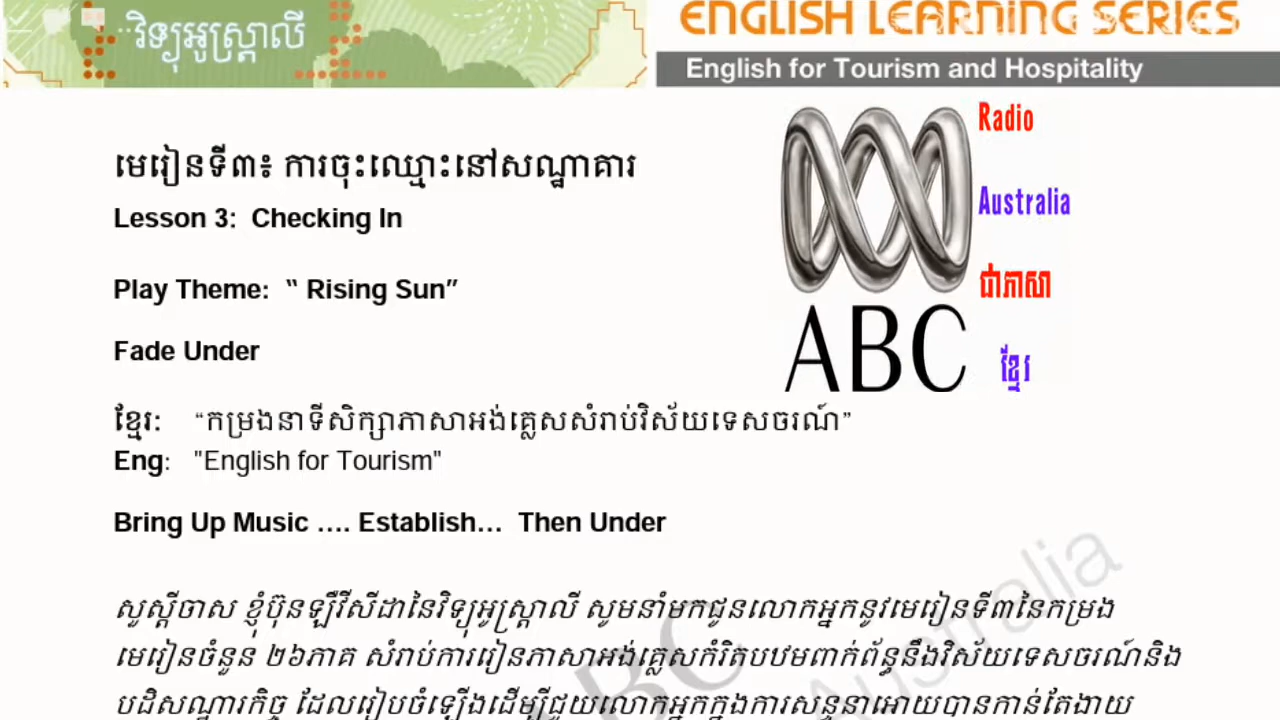 វិទ្យុអូស្ត្រាលី
ENGLISH LEARNING SERIES
English for Tourism and Hospitality
Radio
Australia
ជាភាសា
ខ្មែរ
ABC
មេរៀនទី៣៖ ការចុះឈ្មោះនៅសណ្ឋាគារ
Lesson 3: Checking In
Play Theme: “ Rising Sun”
Fade Under
ខ្មែរ: “កម្រងនាទីសិក្សាភាសាអង់គ្លេសសំរាប់វិស័យទេសចរណ៍”
Eng: "English for Tourism"
Bring Up Music …. Establish… Then Under
សួស្តីចាស ខ្ញុំប៊ុនឡឺវីសីដានៃវិទ្យុអូស្ត្រាលី សូមនាំមកជូនលោកអ្នកនូវមេរៀនទី៣នៃកម្រង
មេរៀនចំនួន ២៦ភាគ សំរាប់ការរៀនភាសាអង់គ្លេសកំរិតបឋមពាក់ព័ន្ធនឹងវិស័យទេសចរណ៍និង
បដិសណ្ឋារកិច្ច ដែលរៀបចំឡើងដើម្បីជួយលោកអ្នកក្នុងការសន្ទនាអោយបានកាន់តែងាយ
ABC
Australia